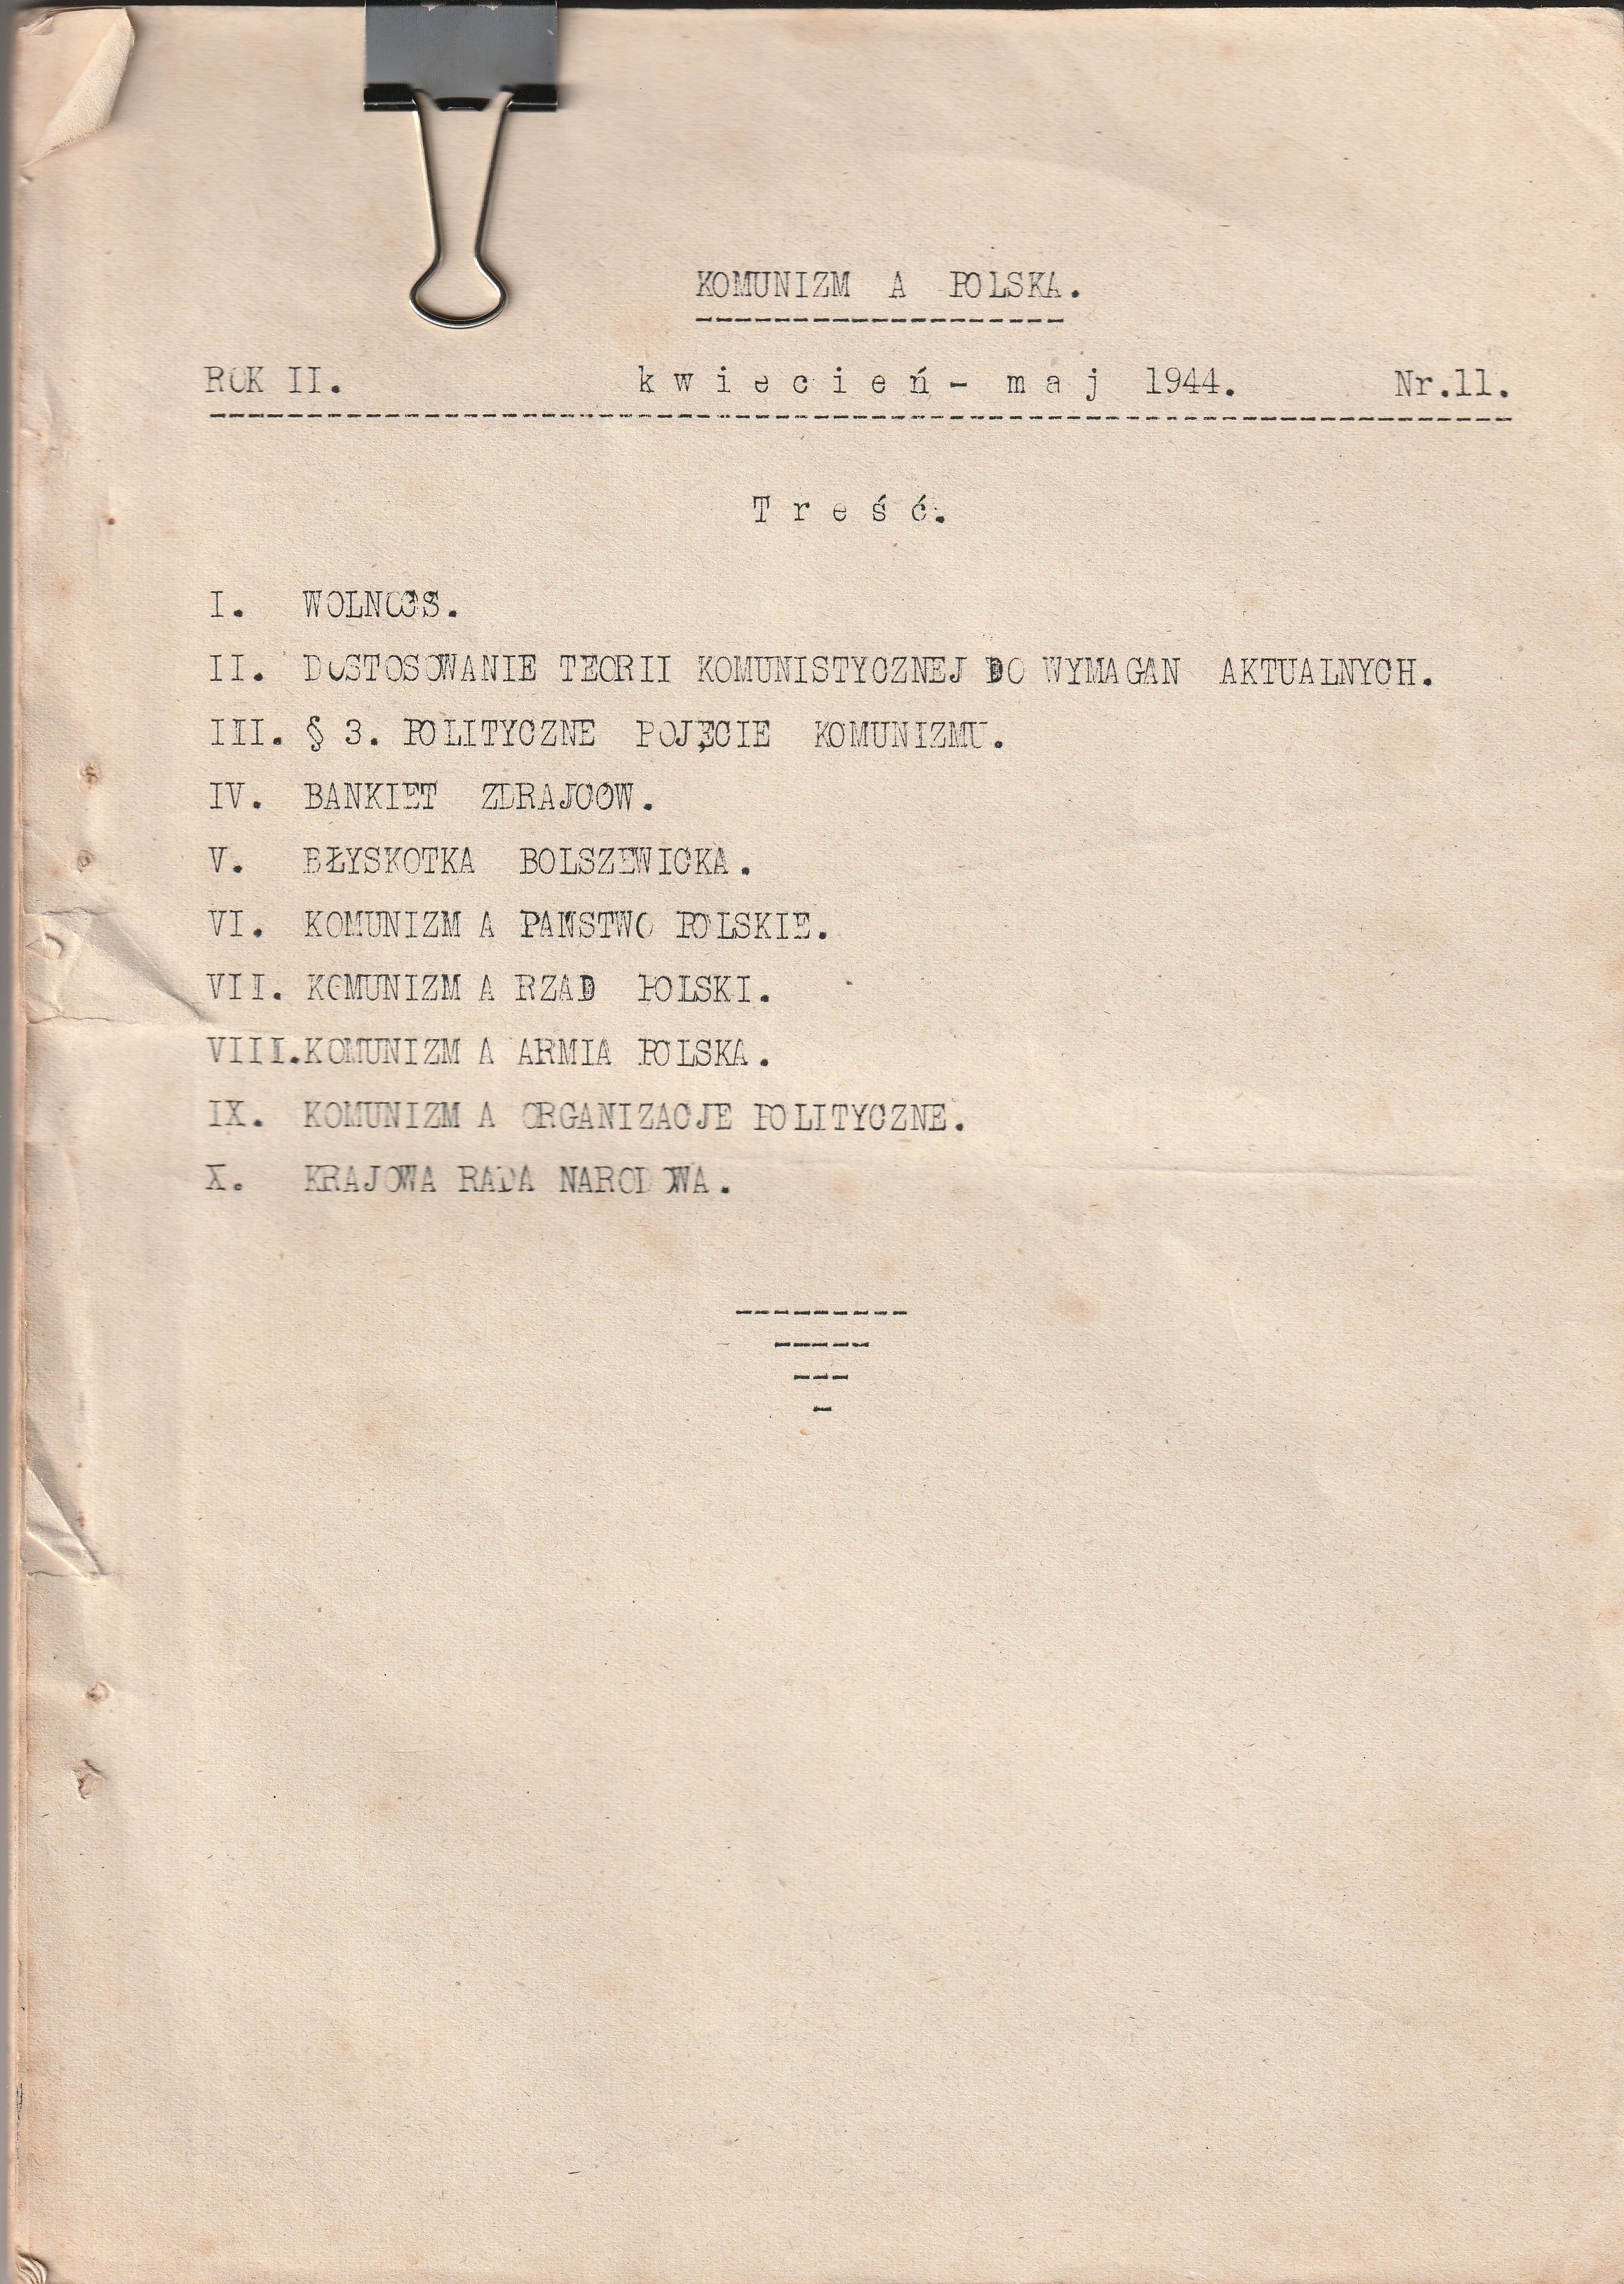 KOMUNIZM A POLSKA.
ROK II. kwiecień - maj 1944. Nr.11.
Treść.
I. WOLNOŚĆ.
II. DOSTOSOWANIE TEORII KOMUNISTYCZNEJ DO WYMAGAN AKTUALNYCH.
III. § 3. POLITYCZNE POJĘCIE KOMUNIZMU.
IV. BANKIET ZDRAJCÓW.
V. BŁYSKOTKA BOLSZEWICKA.
VI. KOMUNIZM A PANSTWO POLSKIE.
VII. KOMUNIZM A RZAD POLSKI.
VIII. KOMUNIZM A ARMIA POLSKA.
IX. KOMUNIZM A ORGANIZACJE POLITYCZNE.
X. KRAJOWA RADA NARODOWA.